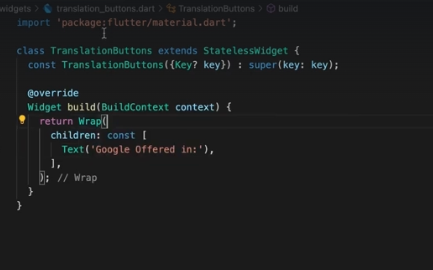 widgets > translation_buttons.dart > TranslationButtons > build
import 'package:flutter/material.dart';
class TranslationButtons extends StatelessWidget {
const TranslationButtons({Key? key}) : super(key: key);
@override
Widget build(BuildContext context) {
return Wrap(
children: const [
Text('Google Offered in:'),
],
); // Wrap
}
}